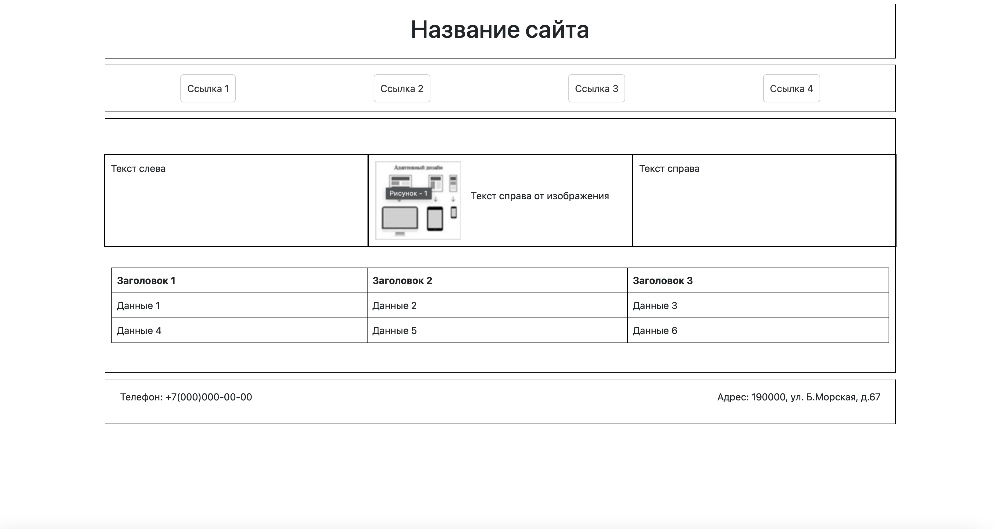 Название сайта
Ссылка 1 Ссылка 2 Ссылка 3 Ссылка 4
Текст слева
Адаптивный дизайн
Рисунок - 1
Текст справа от изображения
Текст справа
Заголовок 1 Заголовок 2 Заголовок 3
Данные 1 Данные 2 Данные 3
Данные 4 Данные 5 Данные 6
Телефон: +7(000)000-00-00 Адрес: 190000, ул. Б.Морская, д.67